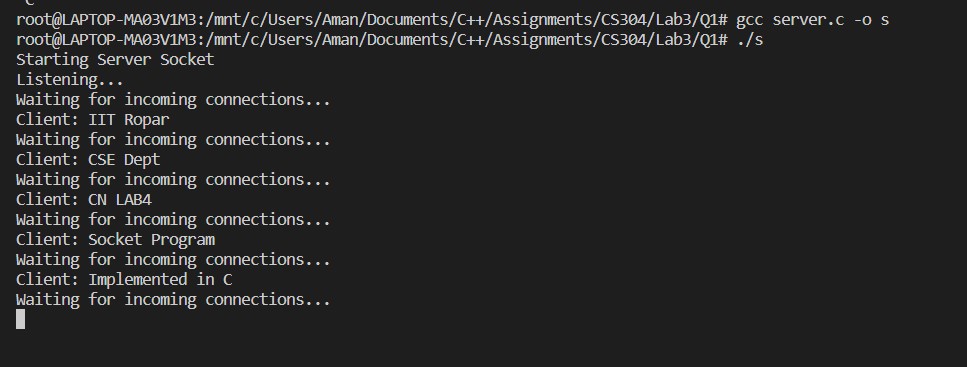 root@LAPTOP-MA03V1M3:/mnt/c/Users/Aman/Documents/C++/Assignments/CS304/Lab3/Q1# gcc server.c -o s
root@LAPTOP-MA03V1M3:/mnt/c/Users/Aman/Documents/C++/Assignments/CS304/Lab3/Q1# ./s
Starting Server Socket
Listening...
Waiting for incoming connections...
Client: IIT Ropar
Waiting for incoming connections...
Client: CSE Dept
Waiting for incoming connections...
Client: CN LAB4
Waiting for incoming connections...
Client: Socket Program
Waiting for incoming connections...
Client: Implemented in C
Waiting for incoming connections...